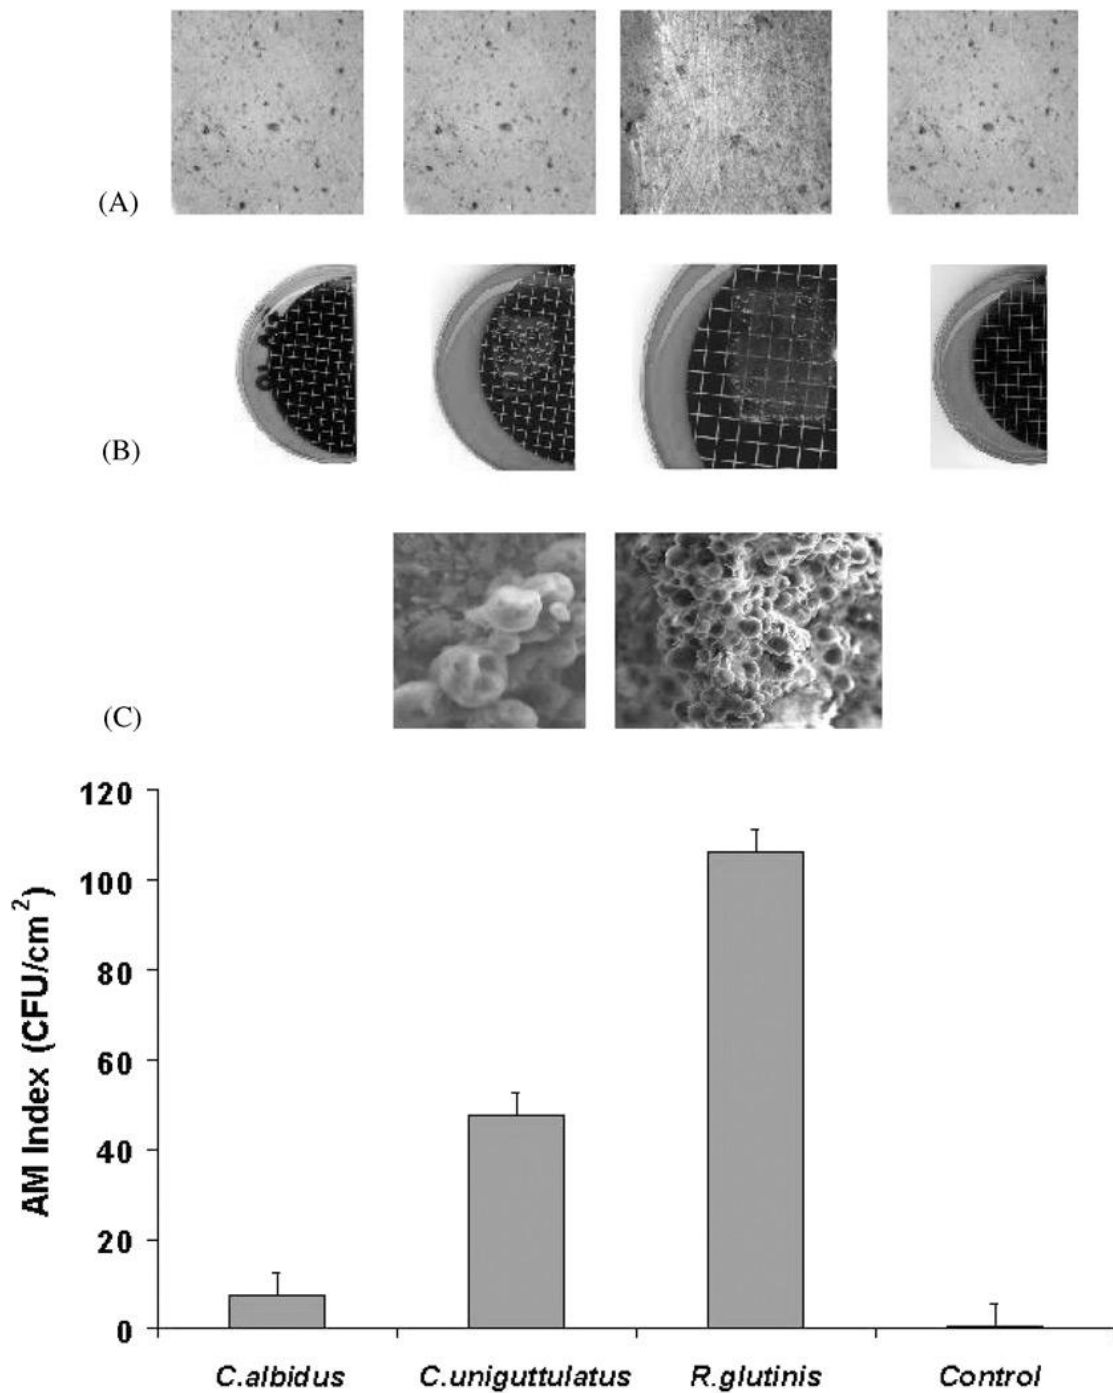 (A)
(B)
(C)
120
100
80
60
40
20
0
AM Index (CFU/cm²)
C.albidus C.uniguttulatus R.glutinis Control